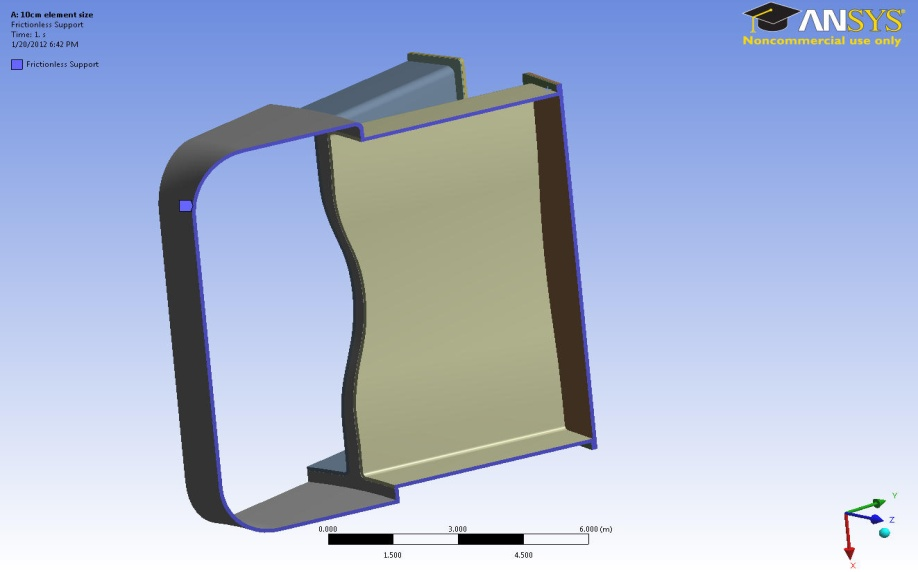 A: 10cm element size
Frictionless Support
Time: 1. s
1/20/2012 6:42 PM
Frictionless Support
ANSYS
Noncommercial use only
0.000 3.000 6.000 (m)
1.500 4.500
Y
Z
X